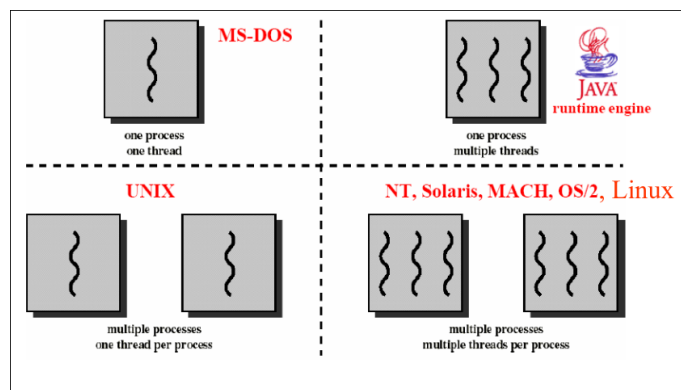 MS-DOS
one process
one thread
JAVA
runtime engine
one process
multiple threads
UNIX
multiple processes
one thread per process
NT, Solaris, MACH, OS/2, Linux
multiple processes
multiple threads per process